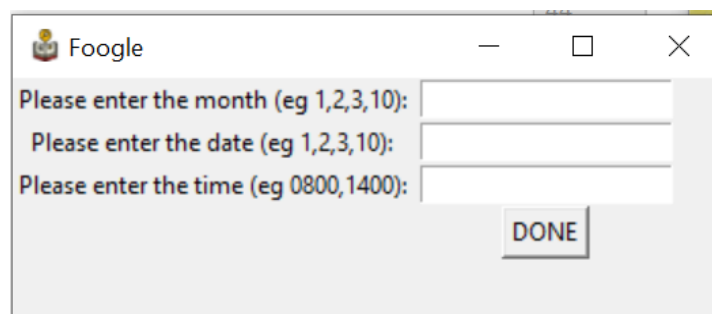 Foogle
Please enter the month (eg 1,2,3,10):
Please enter the date (eg 1,2,3,10):
Please enter the time (eg 0800,1400):
DONE